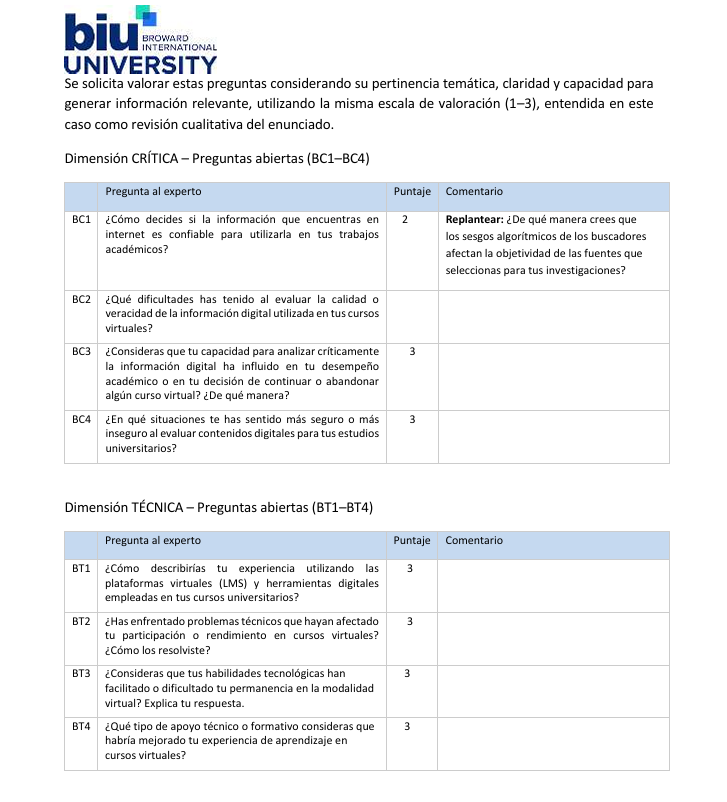 biu BROWARD
INTERNATIONAL
UNIVERSITY
Se solicita valorar estas preguntas considerando su pertinencia temática, claridad y capacidad para
generar información relevante, utilizando la misma escala de valoración (1–3), entendida en este
caso como revisión cualitativa del enunciado.
Dimensión CRÍTICA – Preguntas abiertas (BC1–BC4)
Pregunta al experto Puntaje Comentario
BC1 ¿Cómo decides si la información que encuentras en
internet es confiable para utilizarla en tus trabajos
académicos?
2
Replantear: ¿De qué manera crees que
los sesgos algorítmicos de los buscadores
afectan la objetividad de las fuentes que
seleccionas para tus investigaciones?
BC2 ¿Qué dificultades has tenido al evaluar la calidad o
veracidad de la información digital utilizada en tus cursos
virtuales?
BC3 ¿Consideras que tu capacidad para analizar críticamente
la información digital ha influido en tu desempeño
académico o en tu decisión de continuar o abandonar
algún curso virtual? ¿De qué manera?
3
BC4 ¿En qué situaciones te has sentido más seguro o más
inseguro al evaluar contenidos digitales para tus estudios
universitarios?
3
Dimensión TÉCNICA – Preguntas abiertas (BT1–BT4)
Pregunta al experto Puntaje Comentario
BT1 ¿Cómo describirías tu experiencia utilizando las
plataformas virtuales (LMS) y herramientas digitales
empleadas en tus cursos universitarios?
3
BT2 ¿Has enfrentado problemas técnicos que hayan afectado
tu participación o rendimiento en cursos virtuales?
¿Cómo los resolviste?
3
BT3 ¿Consideras que tus habilidades tecnológicas han
facilitado o dificultado tu permanencia en la modalidad
virtual? Explica tu respuesta.
3
BT4 ¿Qué tipo de apoyo técnico o formativo consideras que
habría mejorado tu experiencia de aprendizaje en
cursos virtuales?
3